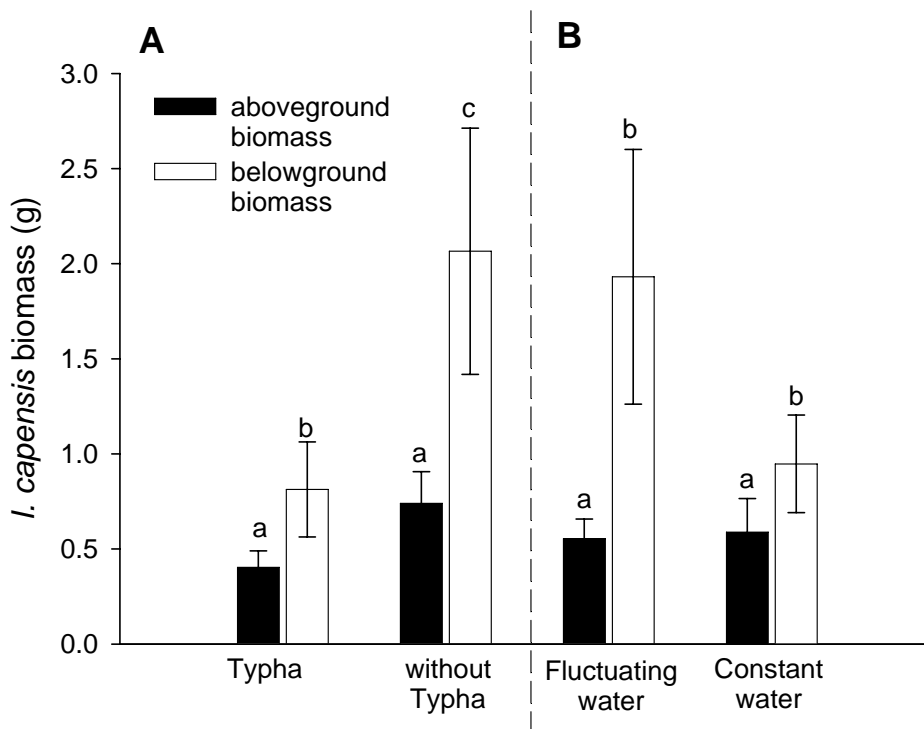 A
B
I. capensis biomass (g)
3.0
2.5
2.0
1.5
1.0
0.5
0.0
aboveground
biomass
belowground
biomass
a
b
a
c
a
b
a
b
Typha
without
Typha
Fluctuating
water
Constant
water